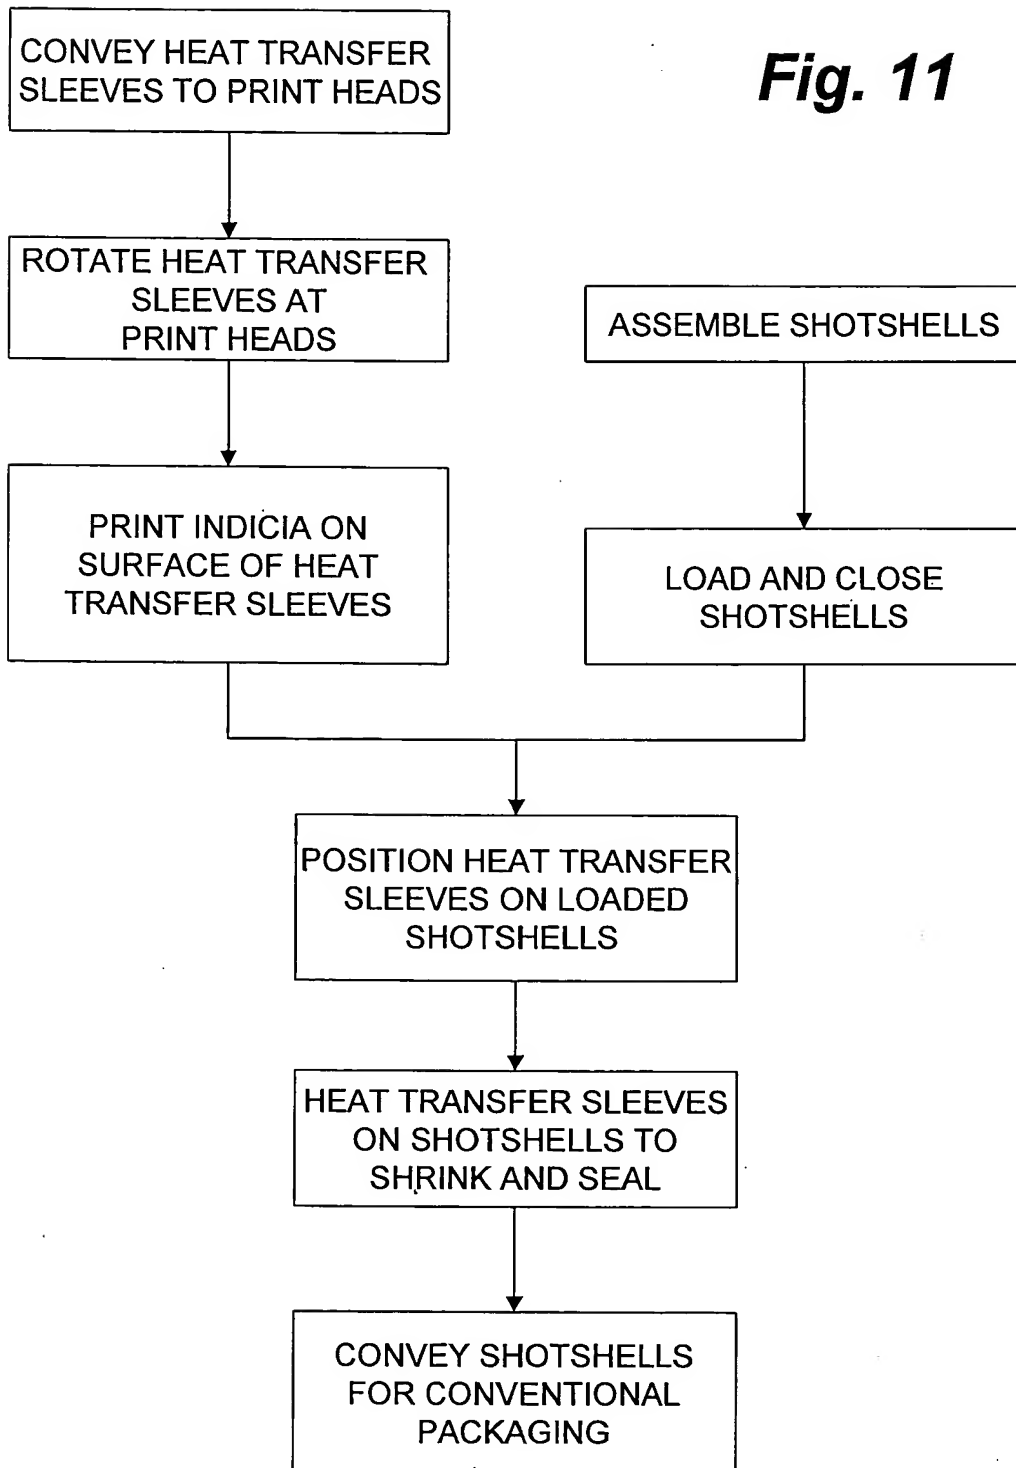 Fig. 11
CONVEY HEAT TRANSFER
SLEEVES TO PRINT HEADS
ROTATE HEAT TRANSFER
SLEEVES AT
PRINT HEADS
PRINT INDICIA ON
SURFACE OF HEAT
TRANSFER SLEEVES
ASSEMBLE SHOTSHELLS
LOAD AND CLOSE
SHOTSHELLS
POSITION HEAT TRANSFER
SLEEVES ON LOADED
SHOTSHELLS
HEAT TRANSFER SLEEVES
ON SHOTSHELLS TO
SHRINK AND SEAL
CONVEY SHOTSHELLS
FOR CONVENTIONAL
PACKAGING